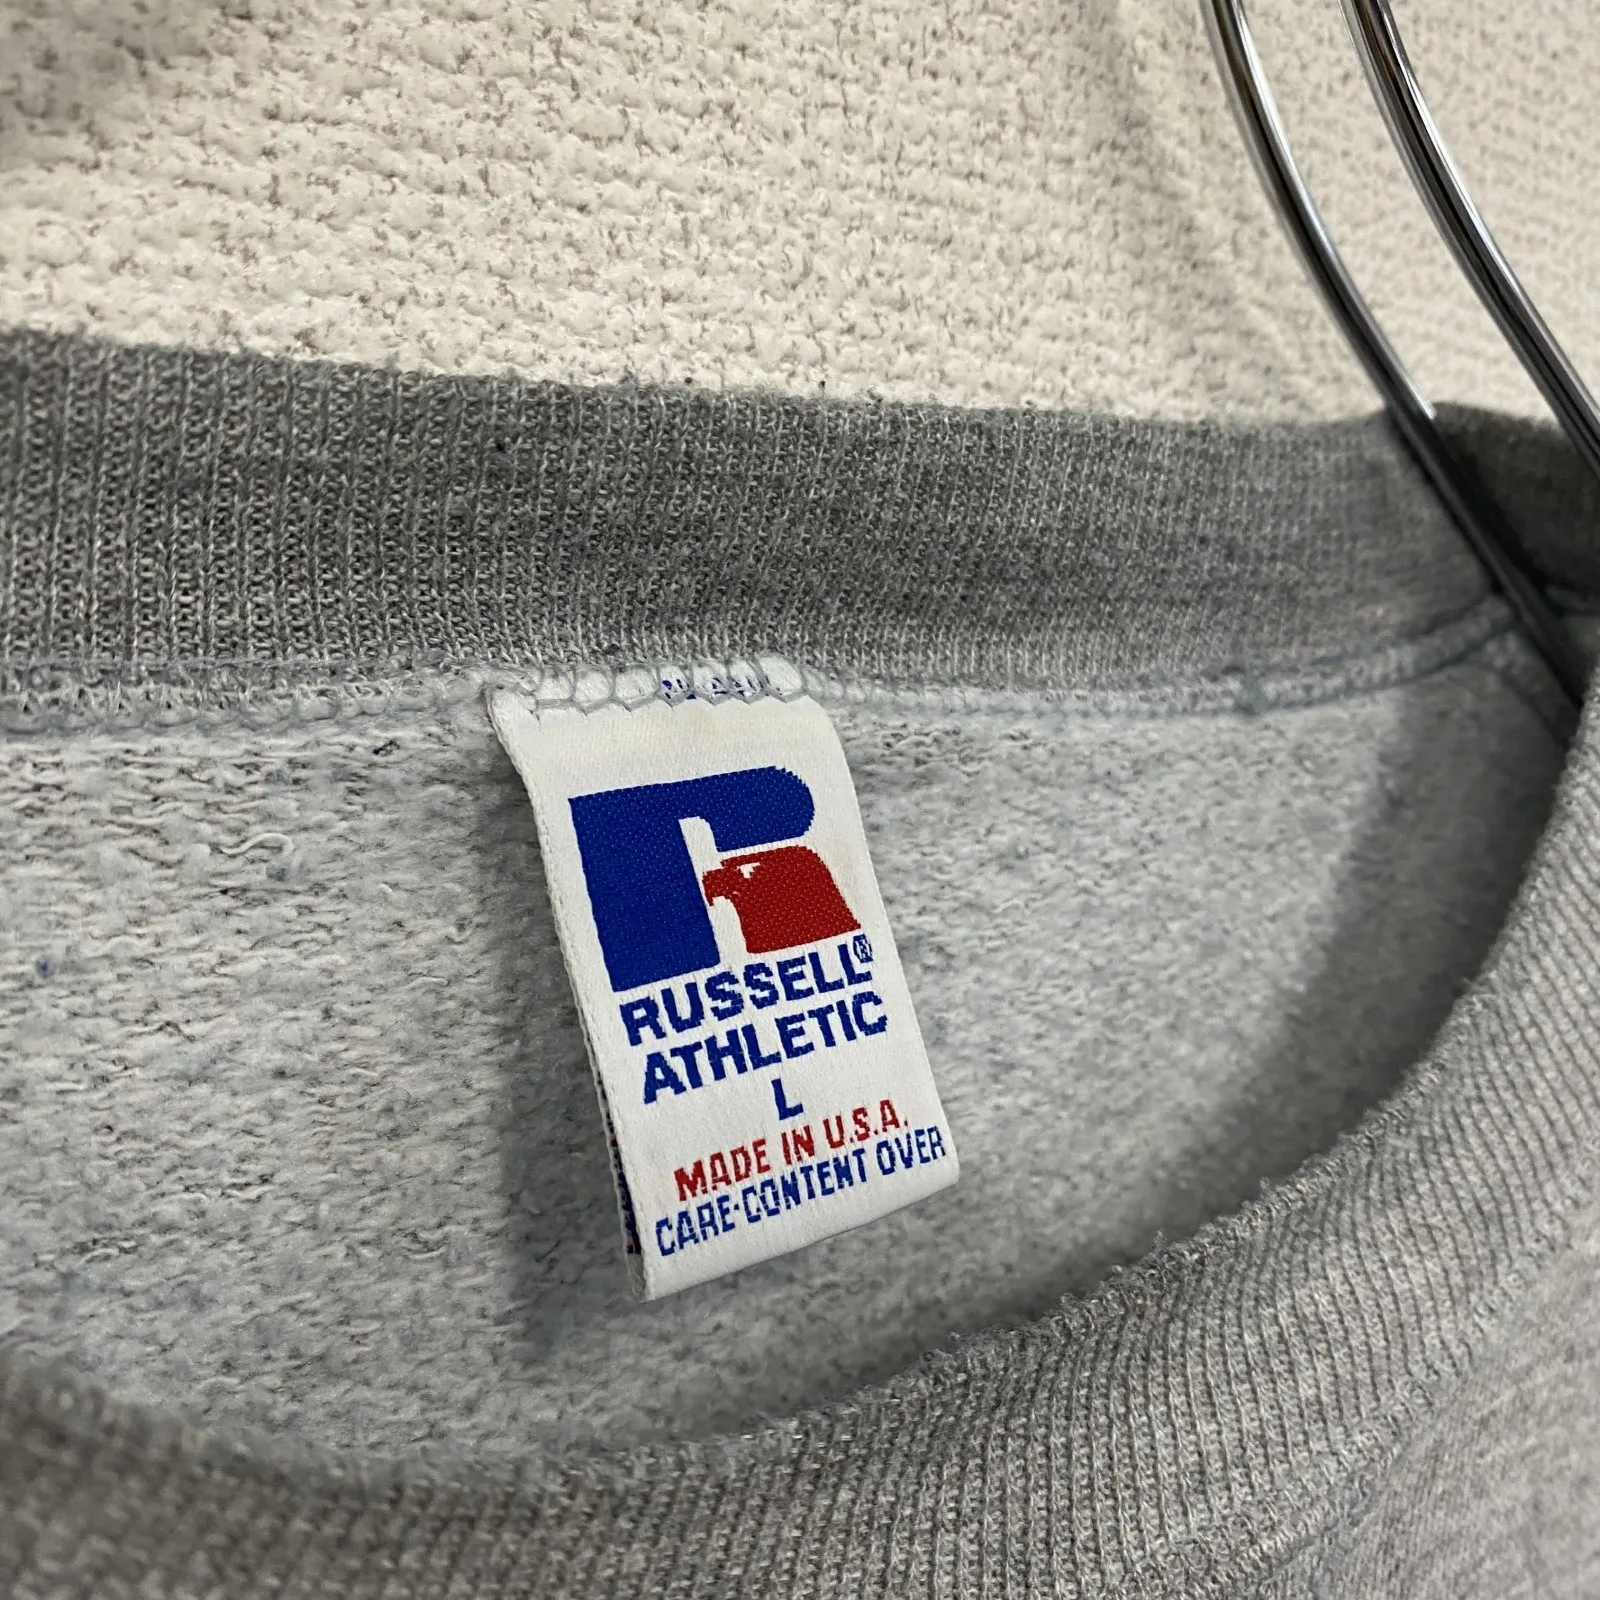 R
RUSSELL®
ATHLETIC
L
MADE IN U.S.A.
CARE-CONTENT OVER